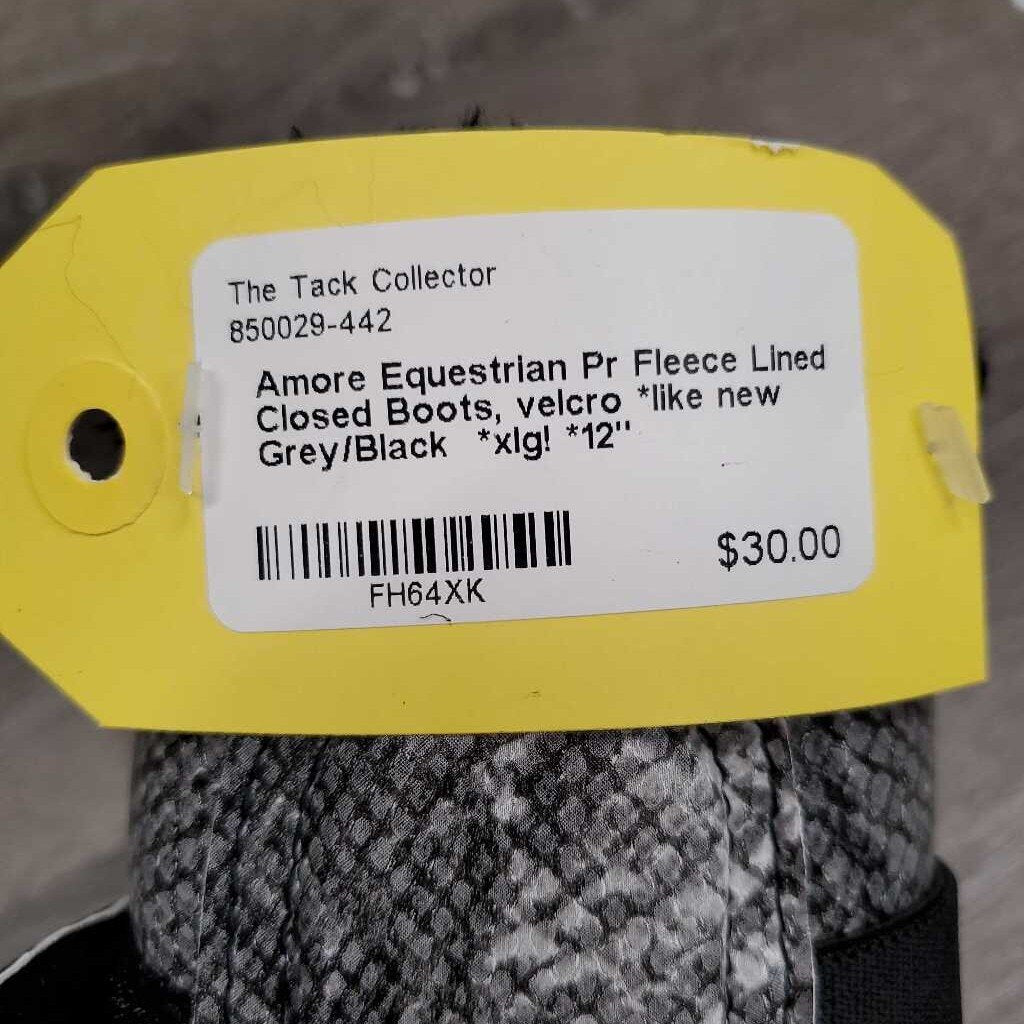 The Tack Collector
850029-442
Amore Equestrian Pr Fleece Lined
Closed Boots, velcro *like new
Grey/Black *xlg! *12"
FH64XK
$30.00